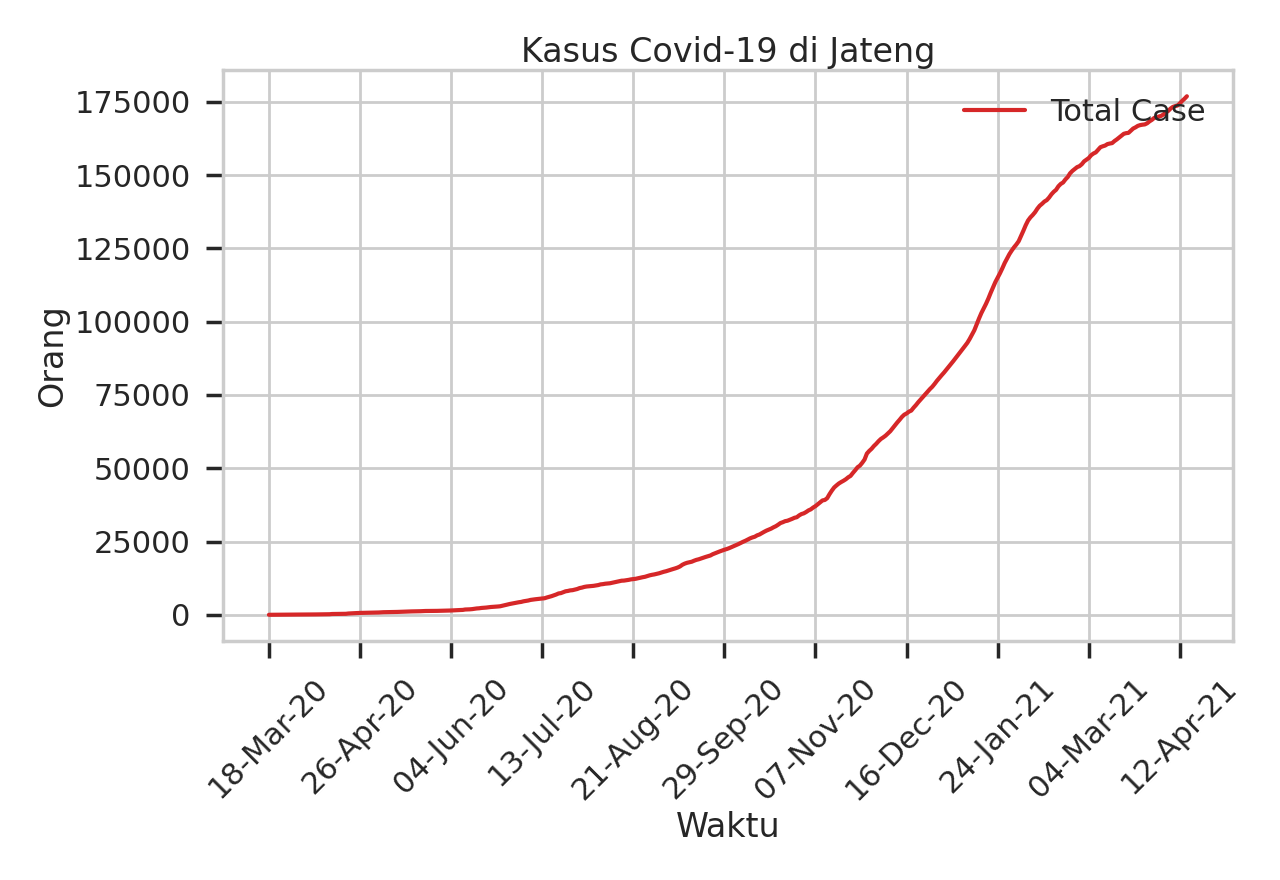 Kasus Covid-19 di Jateng
Total Case
Orang
175000
150000
125000
100000
75000
50000
25000
0
18-Mar-20
26-Apr-20
04-Jun-20
13-Jul-20
21-Aug-20
29-Sep-20
07-Nov-20
16-Dec-20
24-Jan-21
04-Mar-21
12-Apr-21
Waktu